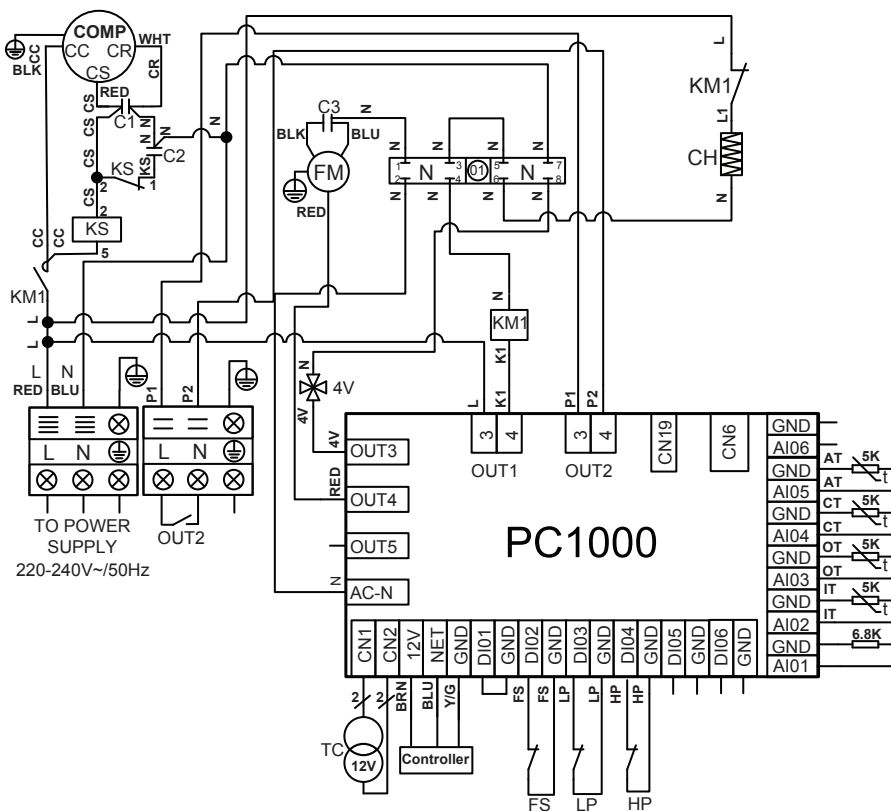 COMP
CC CR
CS
BLK CC WHT
RED CR
CS N N N
C1
CS N C2
KS KS
2 1
CS
2
KS
CC CC 5
KM1
L
L
L N
RED BLU
P1 P2
L N
L N
TO POWER
SUPPLY
220-240V~/50Hz
OUT2
C3 N
BLK BLU
FM
RED
N N N N
1 3 5 7
N 01 N
2 4 6 8
N N N N
L
KM1
L1
CH
N
N
KM1
N
4V
4V
4V
RED
N
L K1 K1 P1 P2
3 4 3 4
OUT1 OUT2
CN19 CN6
OUT3
OUT4
OUT5
AC-N
PC1000
GND
AI06
GND AT 5K
AI05 AT t
GND CT 5K
AI04 CT t
GND OT 5K
AI03 OT t
GND IT 5K
AI02 IT t
GND 6.8K
AI01
CN1 CN2 12V NET GND DI01 GND DI02 GND DI03 GND DI04 GND DI05 GND DI06 GND
2 2 BRN BLU Y/G FS FS LP LP HP HP
TC
12V
Controller
FS LP HP